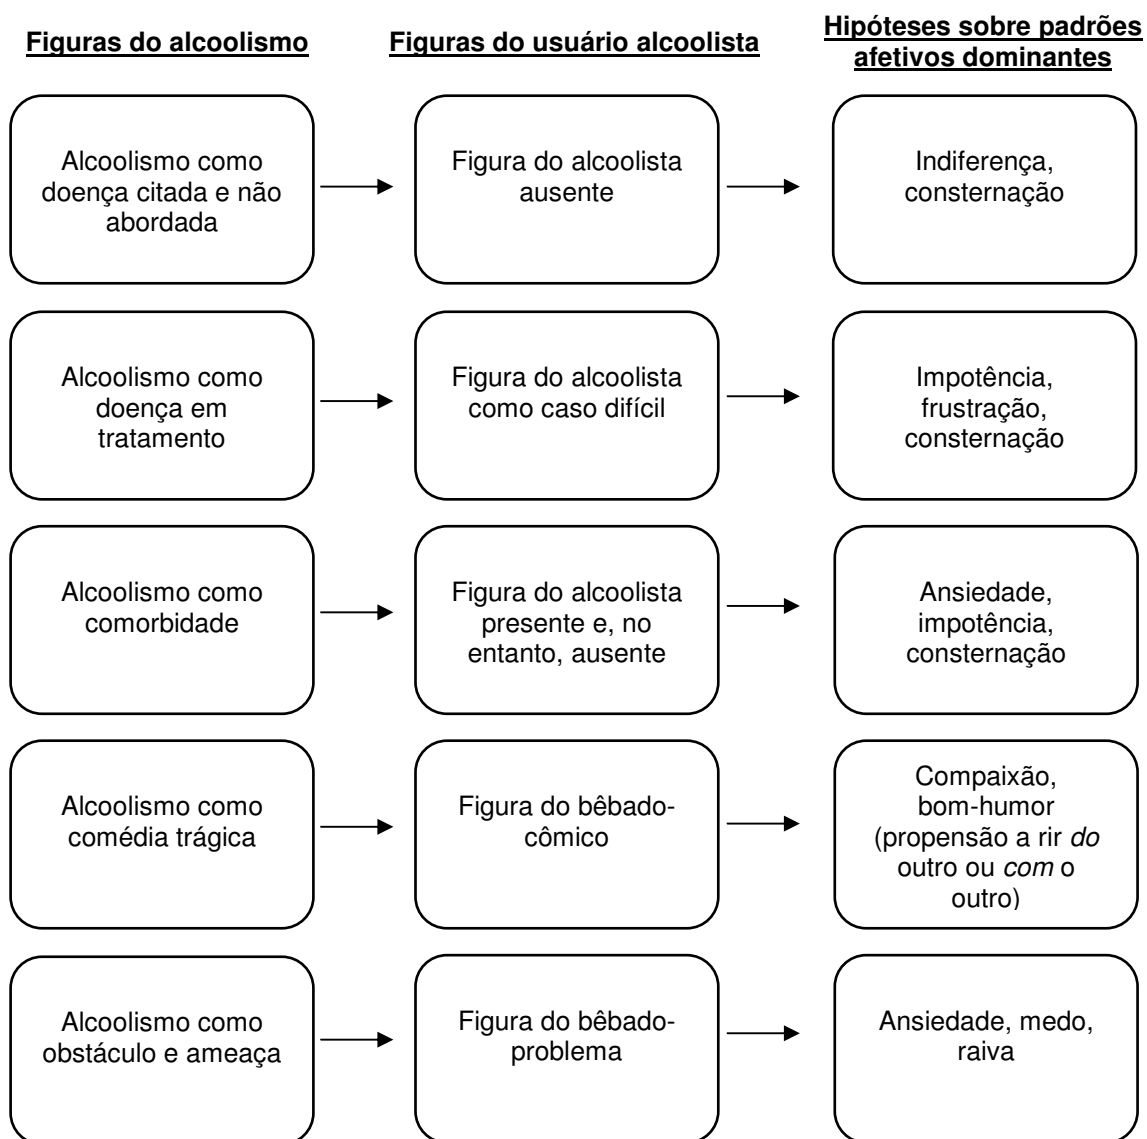 Figuras do alcoolismo
Figuras do usuário alcoolista
Hipóteses sobre padrões
afetivos dominantes
Alcoolismo como
doença citada e não
abordada
Figura do alcoolista
ausente
Indiferença,
consternação
Alcoolismo como
doença em
tratamento
Figura do alcoolista
como caso difícil
Impotência,
frustração,
consternação
Alcoolismo como
comorbidade
Figura do alcoolista
presente e, no
entanto, ausente
Ansiedade,
impotência,
consternação
Alcoolismo como
comédia trágica
Figura do bêbado-
cômico
Compaixão,
bom-humor
(propensão a rir do
outro ou com o
outro)
Alcoolismo como
obstáculo e ameaça
Figura do bêbado-
problema
Ansiedade, medo,
raiva